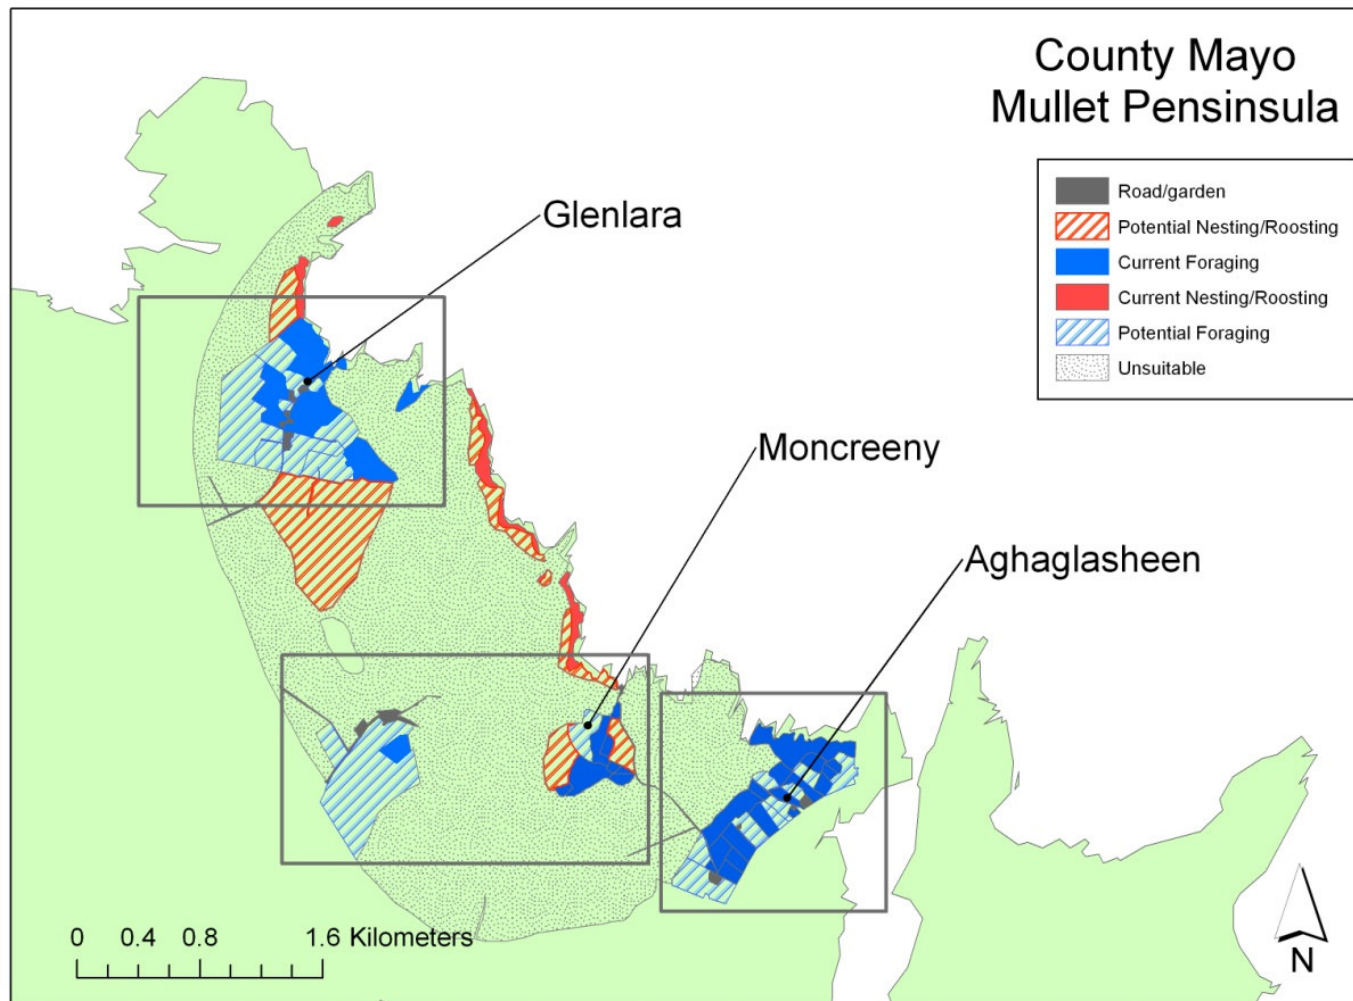 County Mayo
Mullet Pensinsula
Road/garden
Potential Nesting/Roosting
Current Foraging
Current Nesting/Roosting
Potential Foraging
Unsuitable
Glenlara
Moncreeny
Aghaglasheen
0 0.4 0.8 1.6 Kilometers
N